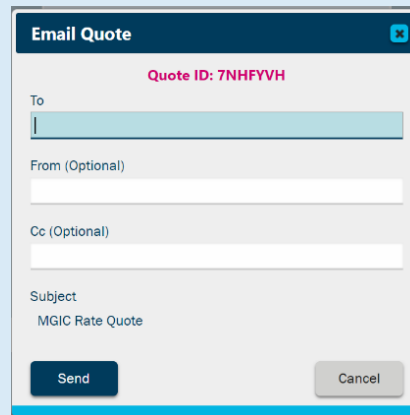 Email Quote
Quote ID: 7NHFYVH
To
From (Optional)
Cc (Optional)
Subject
MGIC Rate Quote
Send
Cancel